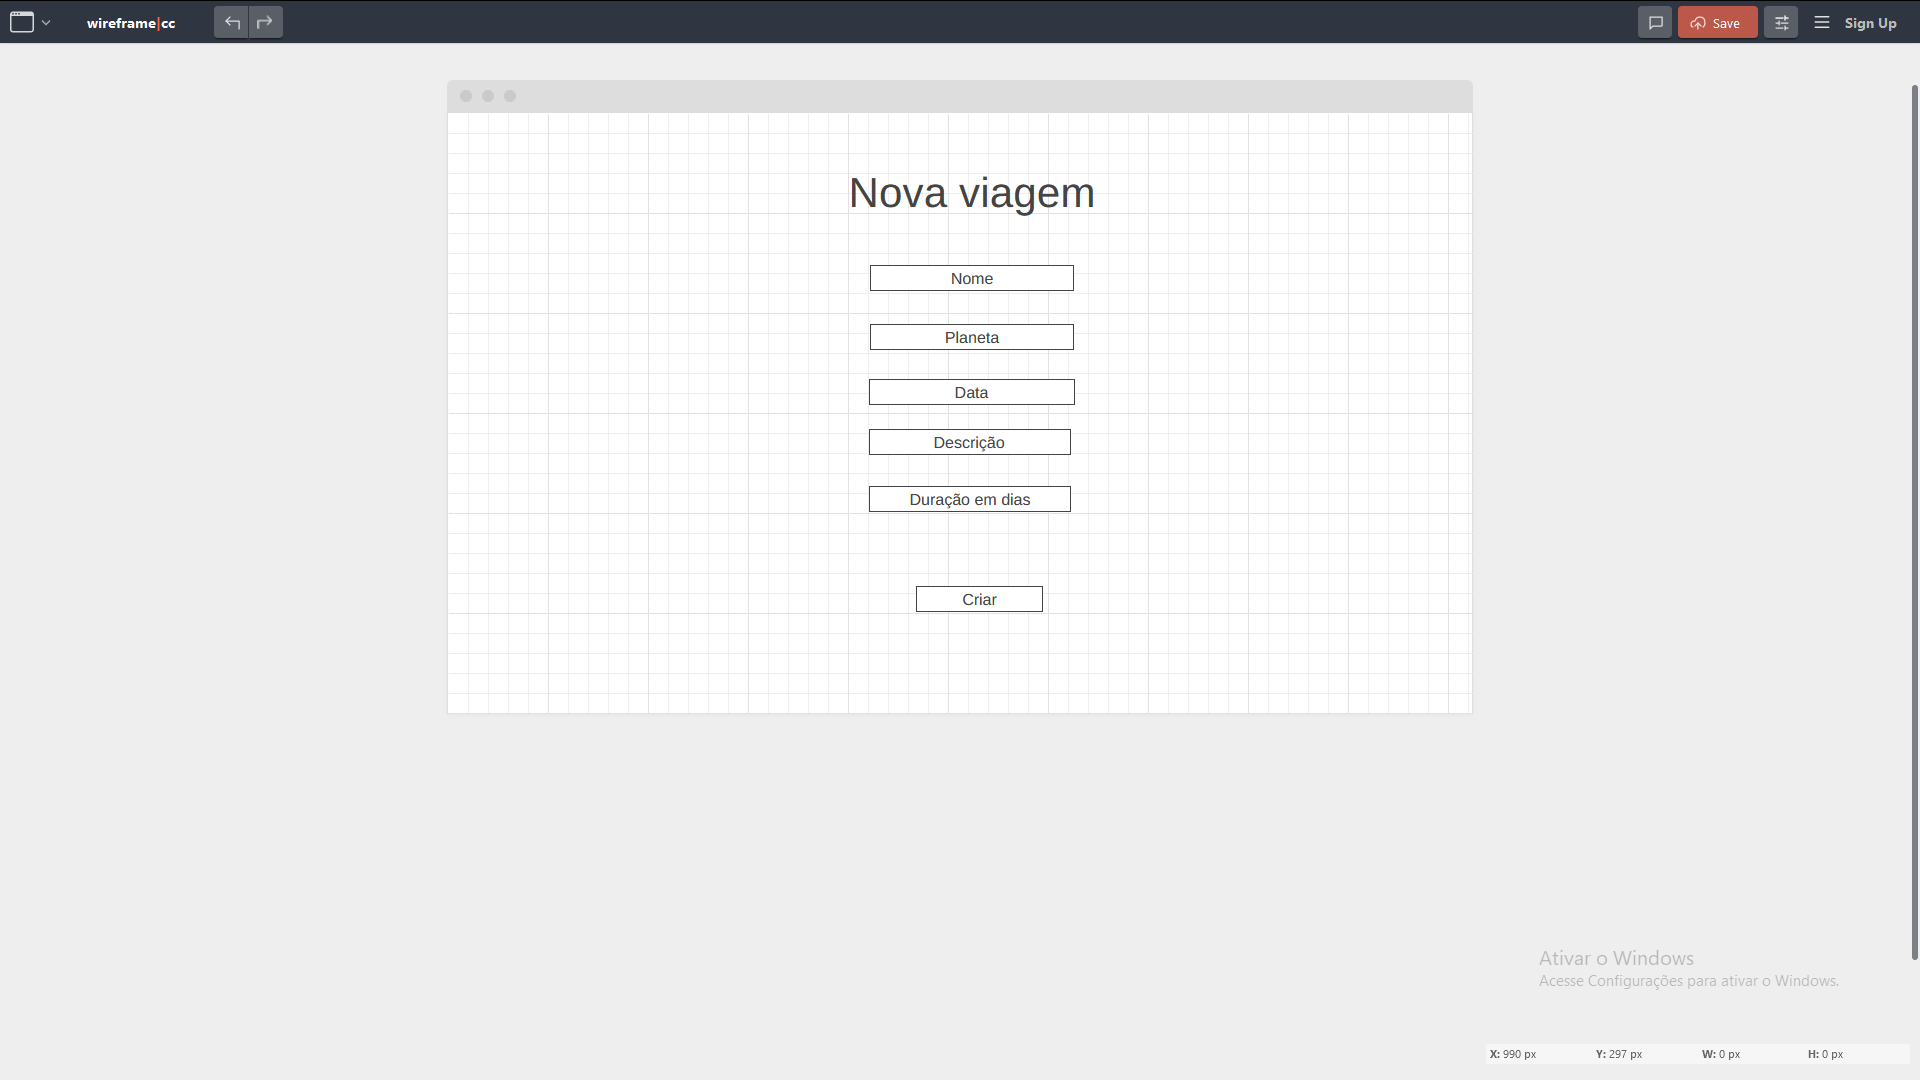 wireframe|cc
Save
Sign Up
Nova viagem
Nome
Planeta
Data
Descrição
Duração em dias
Criar
Ativar o Windows
Acesse Configurações para ativar o Windows.
X: 990 px Y: 297 px W: 0 px H: 0 px